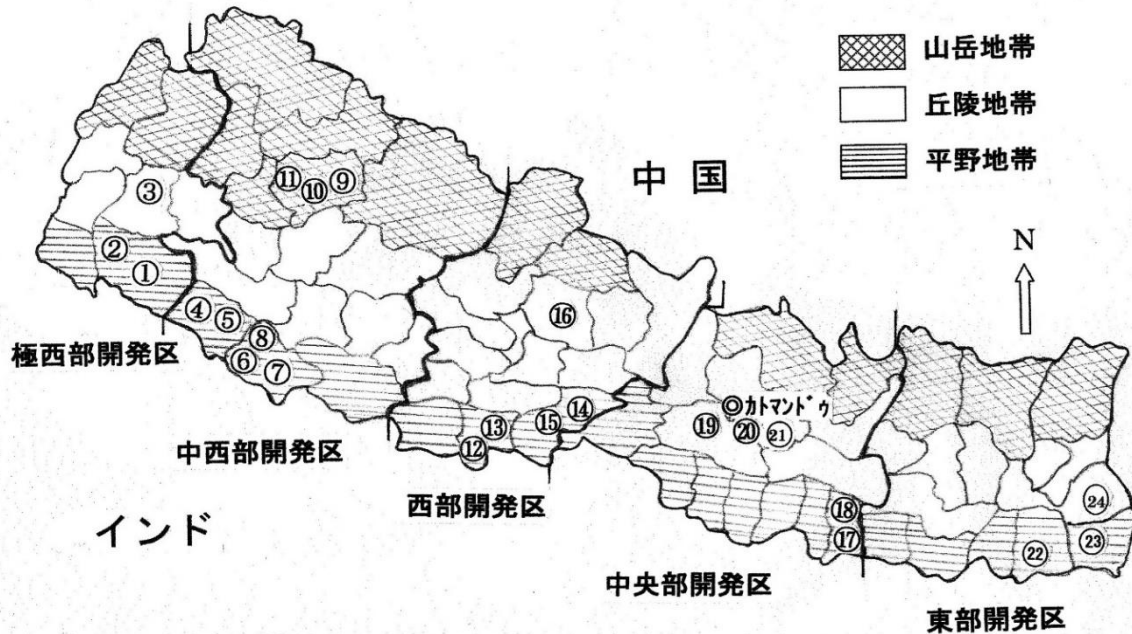 山岳地帯
丘陵地帯
平野地帯
中国
N
③
⑪ ⑩ ⑨
②
①
④ ⑤
⑧
⑥ ⑦
⑯
極西部開発区
◎カトマンドゥ
⑲ ⑳ ㉑
⑬ ⑮ ⑭
⑫
中西部開発区
西部開発区
インド
⑱
⑰
㉔
㉒ ㉓
中央部開発区
東部開発区